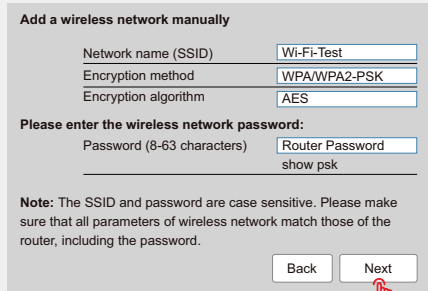 Add a wireless network manually
Network name (SSID) Wi-Fi-Test
Encryption method WPA/WPA2-PSK
Encryption algorithm AES
Please enter the wireless network password:
Password (8-63 characters) Router Password
show psk
Note: The SSID and password are case sensitive. Please make
sure that all parameters of wireless network match those of the
router, including the password.
Back Next